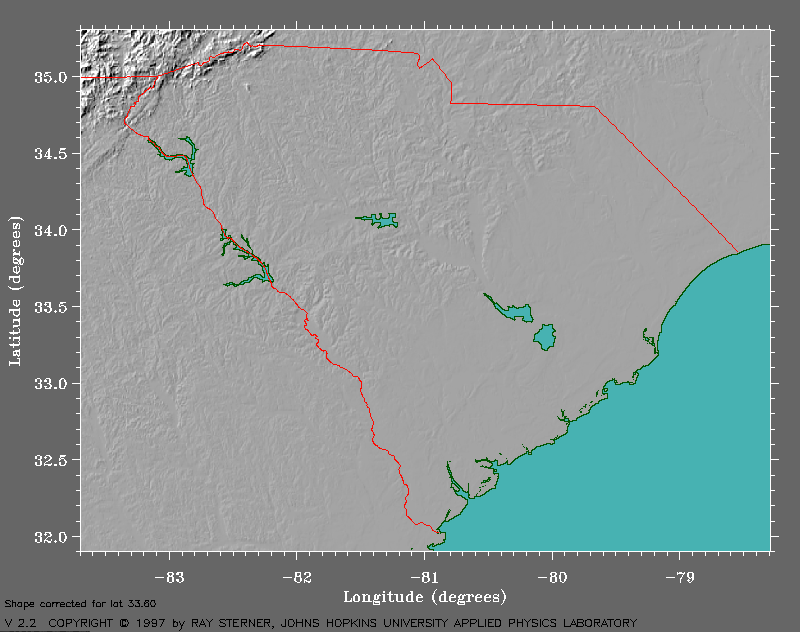 35.0
34.5
34.0
33.5
33.0
32.5
32.0
Latitude (degrees)
-83 -82 -81 -80 -79
Longitude (degrees)
Shape corrected for lat 33.60
V 2.2 COPYRIGHT © 1997 by RAY STERNER, JOHNS HOPKINS UNIVERSITY APPLIED PHYSICS LABORATORY